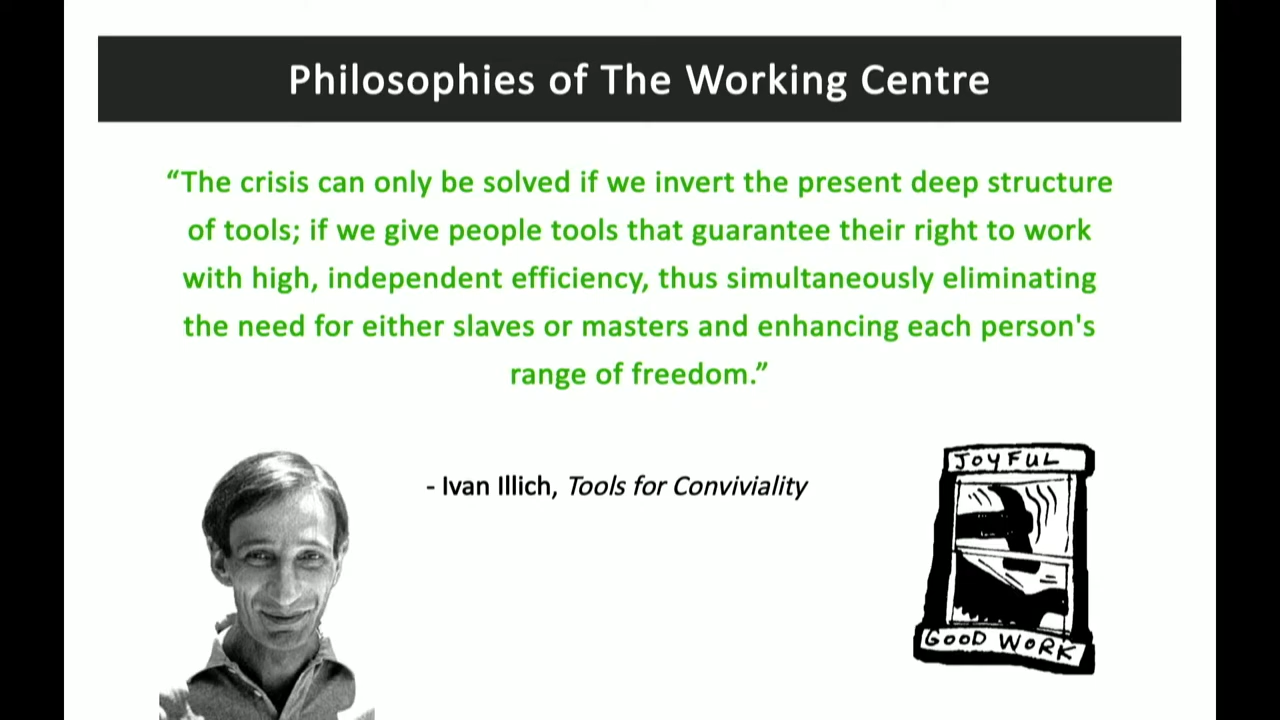 Philosophies of The Working Centre
“The crisis can only be solved if we invert the present deep structure
of tools; if we give people tools that guarantee their right to work
with high, independent efficiency, thus simultaneously eliminating
the need for either slaves or masters and enhancing each person's
range of freedom.”
- Ivan Illich, Tools for Conviviality
JOYFUL
GOOD WORK